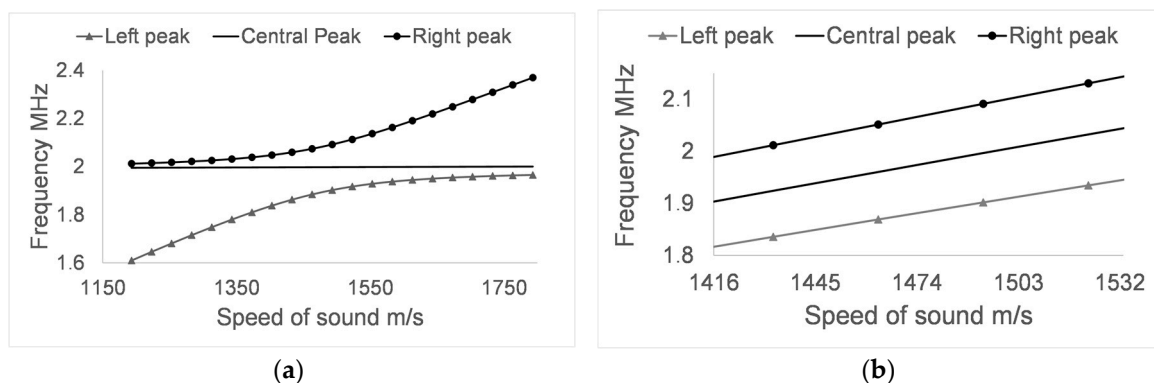 Left peak Central Peak Right peak
2.4
2.2
2
1.8
1.6
1150 1350 1550 1750
Frequency MHz
Speed of sound m/s
(a)
Left peak Central peak Right peak
2.1
2
1.9
1.8
1416 1445 1474 1503 1532
Frequency MHz
Speed of sound m/s
(b)